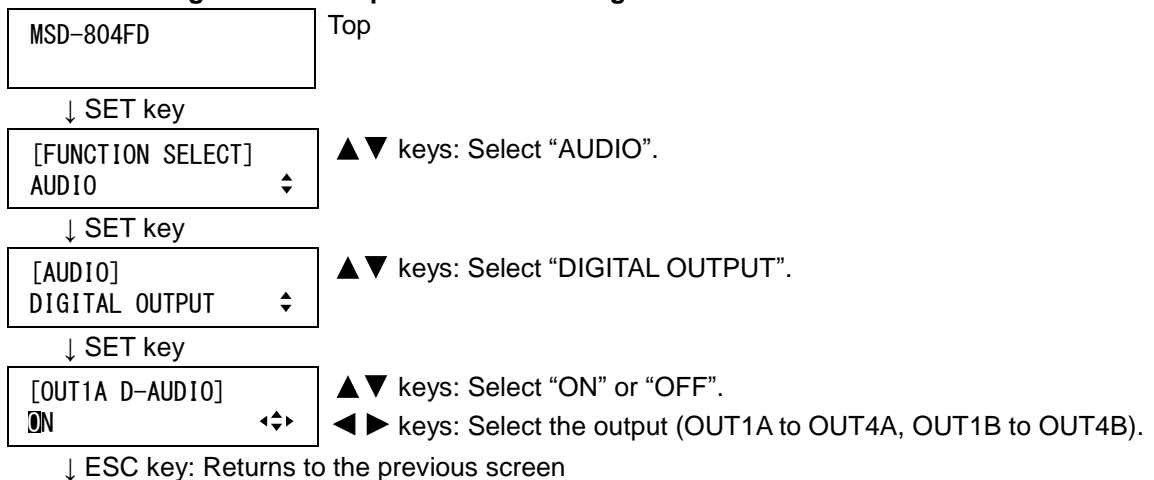 MSD-804FD
Top
↓ SET key
[FUNCTION SELECT]
AUDIO
▲▼ keys: Select “AUDIO”.
↓ SET key
[AUDIO]
DIGITAL OUTPUT
▲▼ keys: Select “DIGITAL OUTPUT”.
↓ SET key
[OUT1A D-AUDIO]
ON
▲▼ keys: Select “ON” or “OFF”.
◀ ▶ keys: Select the output (OUT1A to OUT4A, OUT1B to OUT4B).
↓ ESC key: Returns to the previous screen